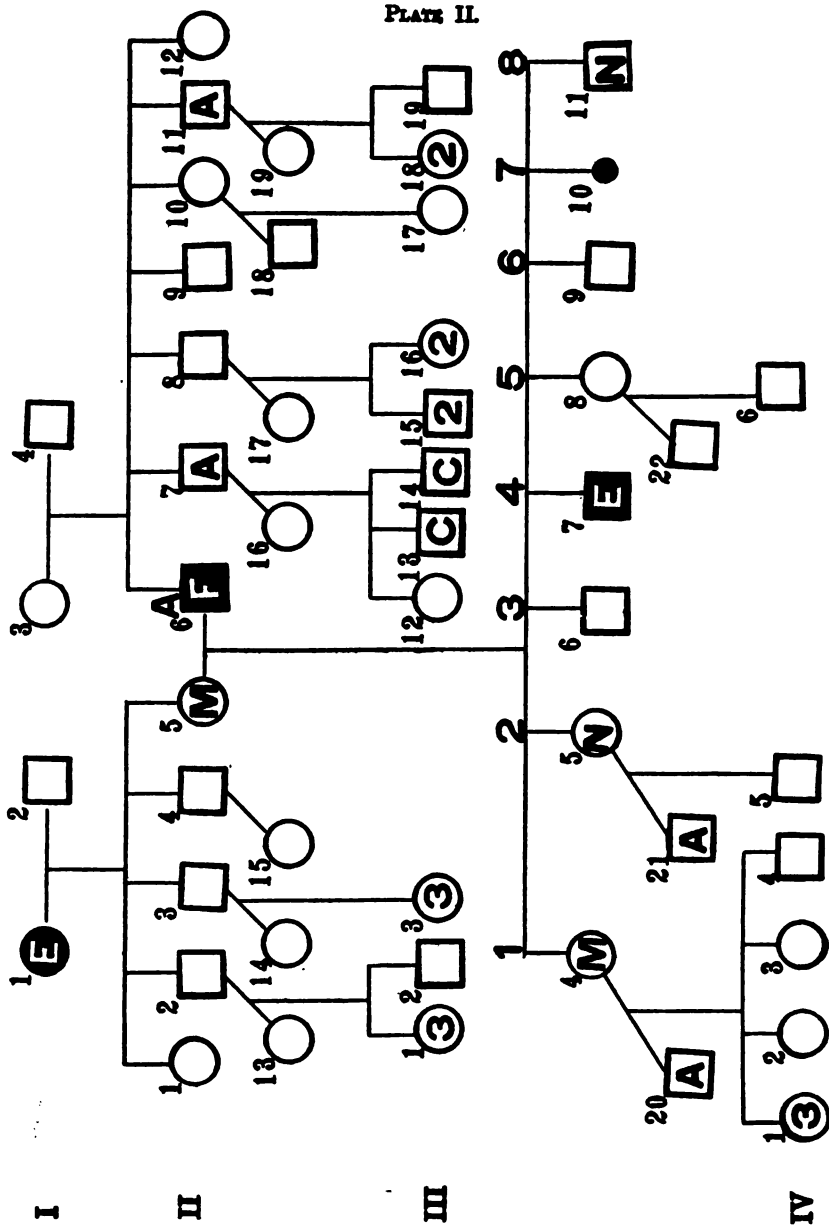 PLATE II.
I
1 2 3 4
E
II
A
1 2 3 4 5 6 7 8 9 10 11 12
M F A A
13 14 15 16 17 18 19
III
1 2 3 12 13 14 15 16 17 18 19
3 3 C C 2 2 2
1 2 3 4 5 6 7 8
4 5 6 7 8 9 10 11
M N E N
20 21 22
A A
IV
1 2 3 4 5 6
3